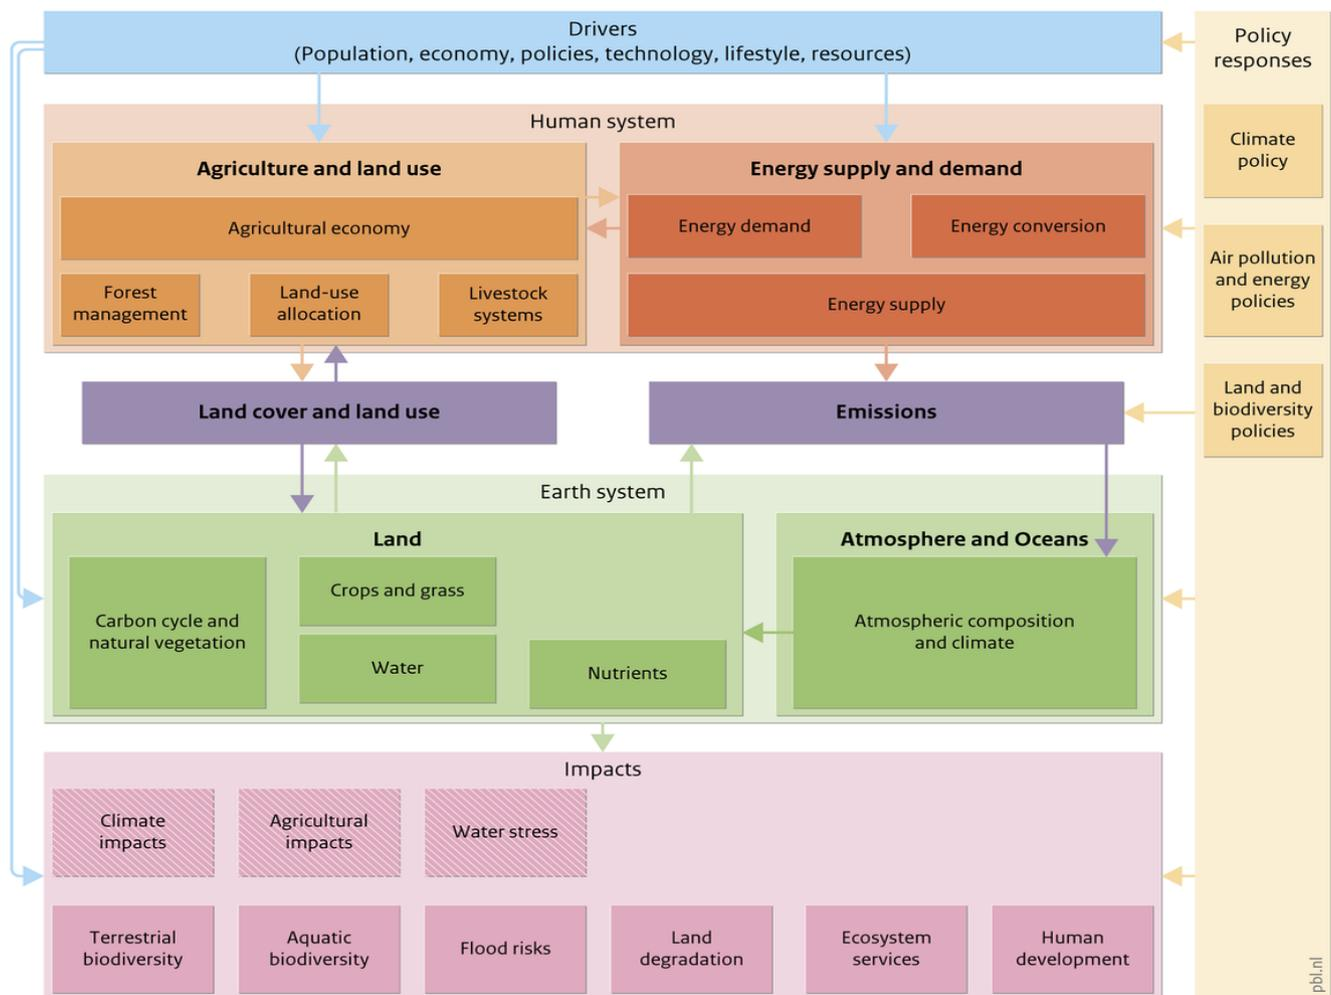 Drivers
(Population, economy, policies, technology, lifestyle, resources)
Policy
responses
Human system
Climate
policy
Agriculture and land use
Energy supply and demand
Agricultural economy
Energy demand
Energy conversion
Air pollution
and energy
policies
Forest
management
Land-use
allocation
Livestock
systems
Energy supply
Land cover and land use
Emissions
Land and
biodiversity
policies
Earth system
Land
Atmosphere and Oceans
Carbon cycle and
natural vegetation
Crops and grass
Water
Nutrients
Atmospheric composition
and climate
Impacts
Climate
impacts
Agricultural
impacts
Water stress
Terrestrial
biodiversity
Aquatic
biodiversity
Flood risks
Land
degradation
Ecosystem
services
Human
development
pbl.nl